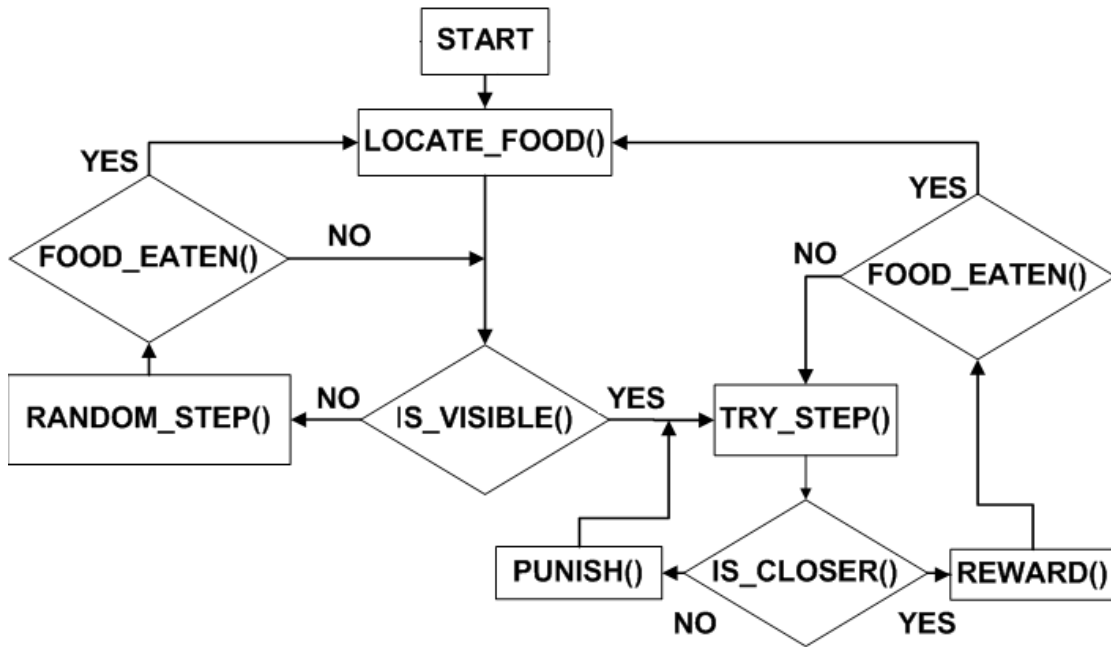 START
LOCATE_FOOD()
YES
YES
FOOD_EATEN()
NO
NO
FOOD_EATEN()
RANDOM_STEP()
NO
IS_VISIBLE()
YES
TRY_STEP()
PUNISH()
IS_CLOSER()
REWARD()
NO
YES